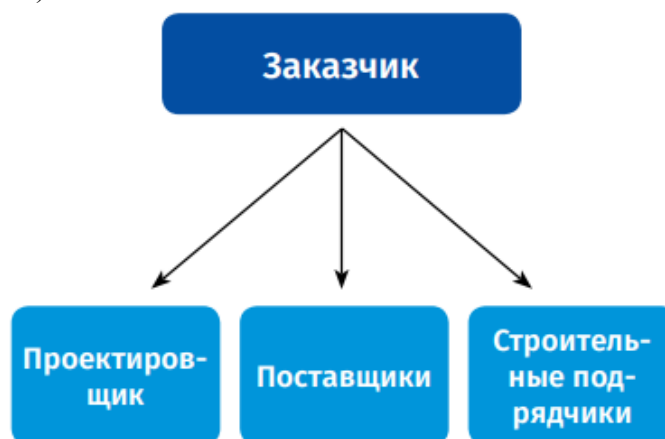 Заказчик
Проектиров-
щик
Поставщики
Строитель-
ные под-
рядчики